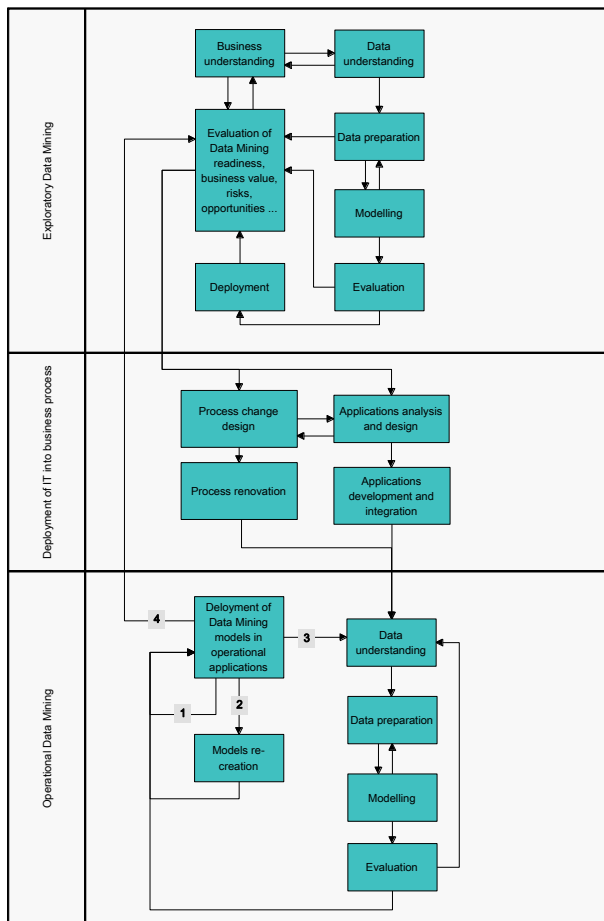 Exploratory Data Mining
Business
understanding
Data
understanding
Evaluation of
Data Mining
readiness,
business value,
risks,
opportunities ...
Data preparation
Modelling
Deployment
Evaluation
Deployment of IT into business process
Process change
design
Applications analysis
and design
Process renovation
Applications
development and
integration
Operational Data Mining
4
Deloyment of
Data Mining
models in
operational
applications
3
Data
understanding
1
2
Data preparation
Models re-
creation
Modelling
Evaluation